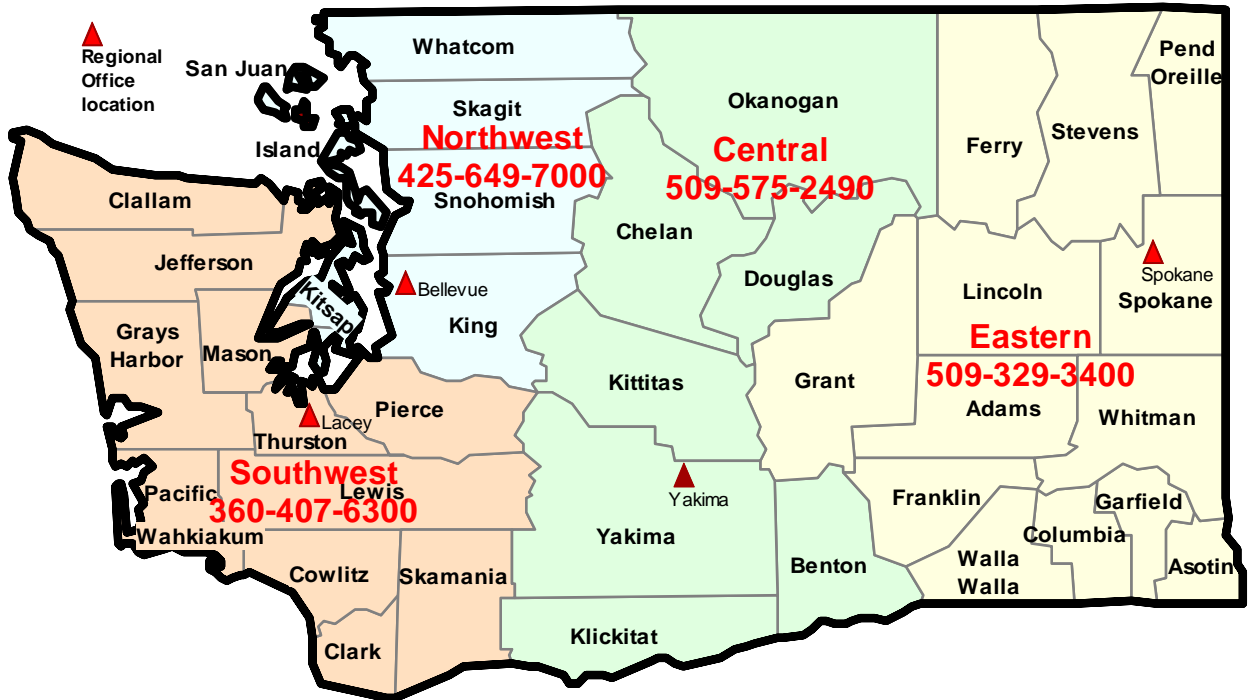 Regional
Office
location
San Juan
Island
Whatcom
Skagit
Northwest
425-649-7000
Snohomish
King
Bellevue
Kitsap
Clallam
Jefferson
Grays
Harbor
Mason
Lacey
Thurston
Pierce
Southwest
360-407-6300
Pacific
Lewis
Wahkiakum
Cowlitz
Skamania
Clark
Okanogan
Central
509-575-2490
Chelan
Douglas
Kittitas
Yakima
Yakima
Benton
Klickitat
Ferry
Stevens
Pend
Oreille
Lincoln
Spokane
Spokane
Eastern
509-329-3400
Grant
Adams
Whitman
Franklin
Walla
Walla
Columbia
Garfield
Asotin